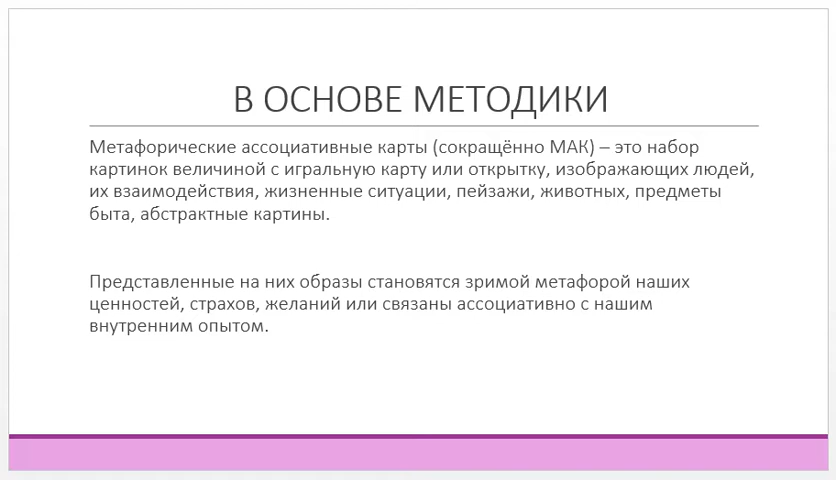 В ОСНОВЕ МЕТОДИКИ
Метафорические ассоциативные карты (сокращённо МАК) – это набор
картинок величиной с игральную карту или открытку, изображающих людей,
их взаимодействия, жизненные ситуации, пейзажи, животных, предметы
быта, абстрактные картины.
Представленные на них образы становятся зримой метафорой наших
ценностей, страхов, желаний или связаны ассоциативно с нашим
внутренним опытом.